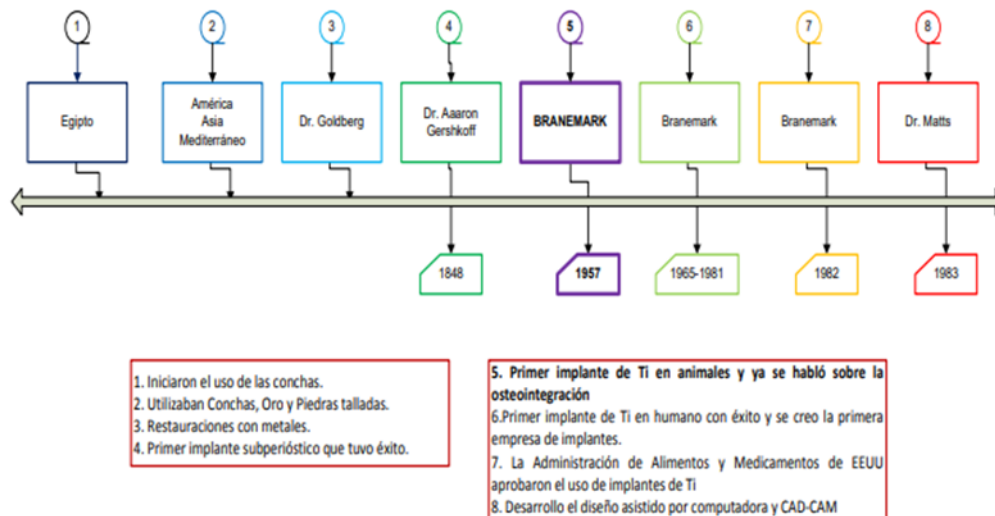 1
2
3
4
5
6
7
8
Egipto
América
Asia
Mediterráneo
Dr. Goldberg
Dr. Aaaron
Gershkoff
BRANEMARK
Branemark
Branemark
Dr. Matts
1848
1957
1965-1981
1982
1983
1. Iniciaron el uso de las conchas.
2. Utilizaban Conchas, Oro y Piedras talladas.
3. Restauraciones con metales.
4. Primer implante subperióstico que tuvo éxito.
5. Primer implante de Ti en animales y ya se habló sobre la
osteointegración
6.Primer implante de Ti en humano con éxito y se creo la primera
empresa de implantes.
7. La Administración de Alimentos y Medicamentos de EEUU
aprobaron el uso de implantes de Ti
8. Desarrollo el diseño asistido por computadora y CAD-CAM